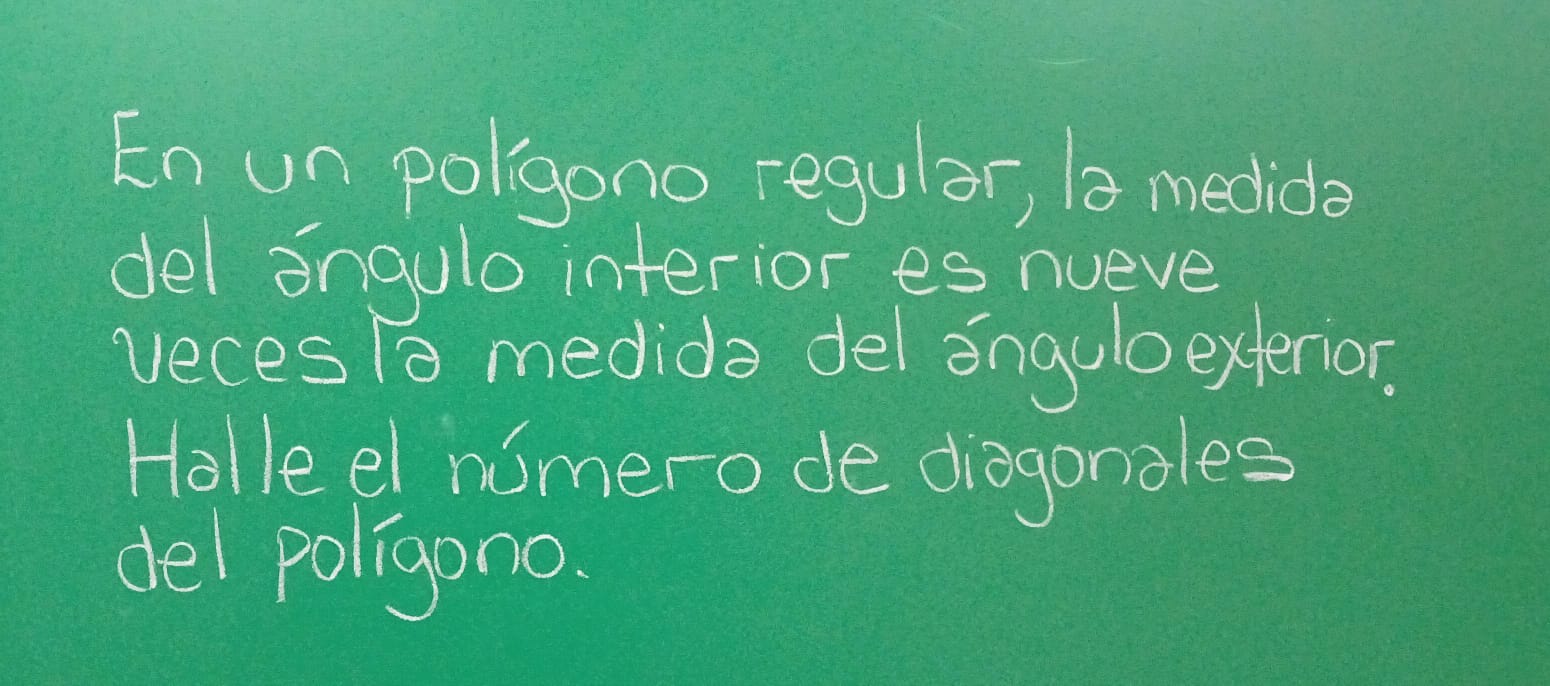 En un polígono regular, la medida
del ángulo interior es nueve
veces la medida del ángulo exterior.
Halle el número de diagonales
del polígono.